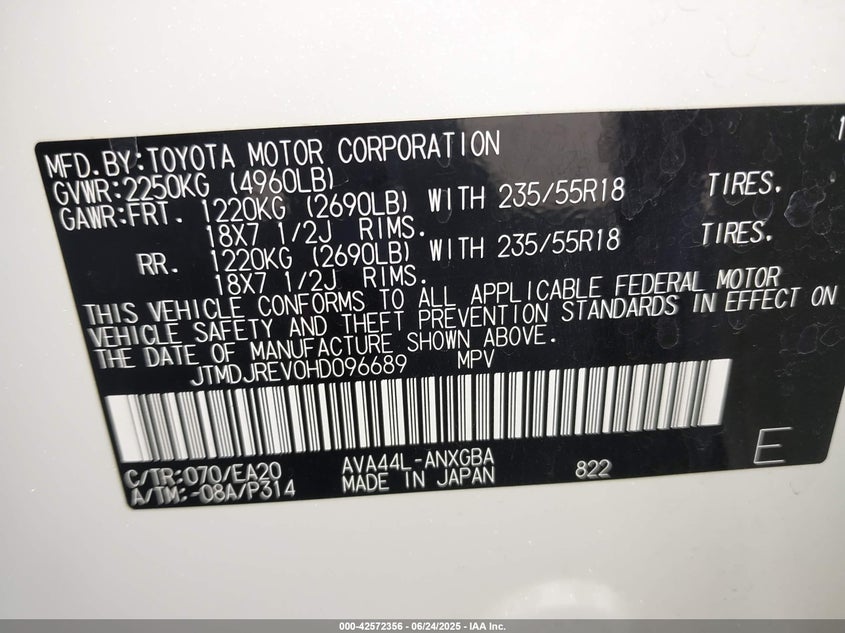 1
MFD.BY:TOYOTA MOTOR CORPORATION
GVWR:2250KG (4960LB)
GAWR:FRT. 1220KG (2690LB) WITH 235/55R18 TIRES.
18X7 1/2J RIMS.
RR. 1220KG (2690LB) WITH 235/55R18 TIRES.
18X7 1/2J RIMS.
THIS VEHICLE CONFORMS TO ALL APPLICABLE FEDERAL MOTOR
VEHICLE SAFETY AND THEFT PREVENTION STANDARDS IN EFFECT ON
THE DATE OF MANUFACTURE SHOWN ABOVE.
JTMDJREV0HD096689 MPV
C/TR:070/EA20 AVA44L-ANXGBA 822 E
A/TM:-08A/P314 MADE IN JAPAN
000-42572356 | 06/24/2025 - IAA Inc.